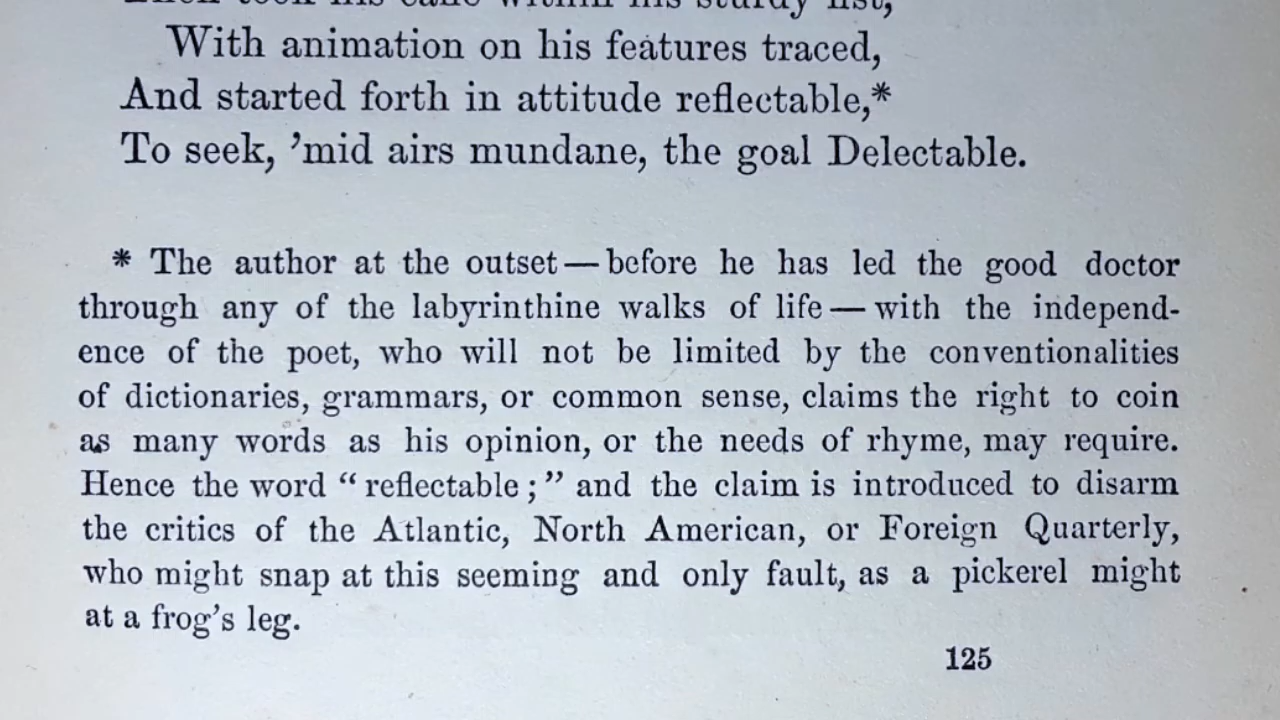 his cane within his sturdy fist,
With animation on his features traced,
And started forth in attitude reflectable,*
To seek, ’mid airs mundane, the goal Delectable.
* The author at the outset — before he has led the good doctor
through any of the labyrinthine walks of life — with the independ-
ence of the poet, who will not be limited by the conventionalities
of dictionaries, grammars, or common sense, claims the right to coin
as many words as his opinion, or the needs of rhyme, may require.
Hence the word “reflectable;” and the claim is introduced to disarm
the critics of the Atlantic, North American, or Foreign Quarterly,
who might snap at this seeming and only fault, as a pickerel might
at a frog’s leg.
125